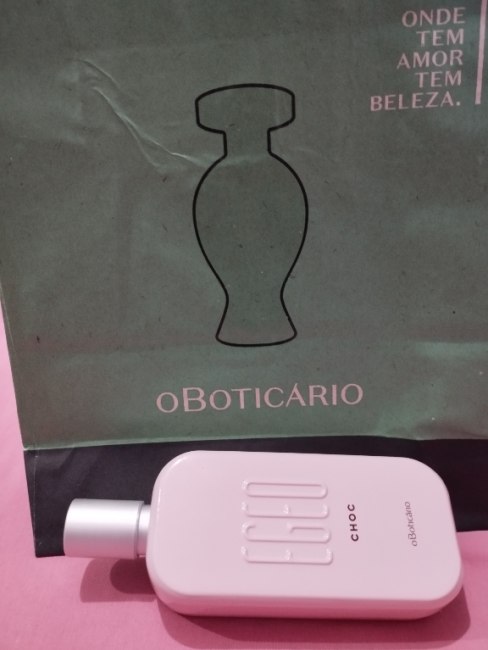 ONDE
TEM
AMOR
TEM
BELEZA.
oBOTICÁRIO
EGEO
CHOC
oBoticário